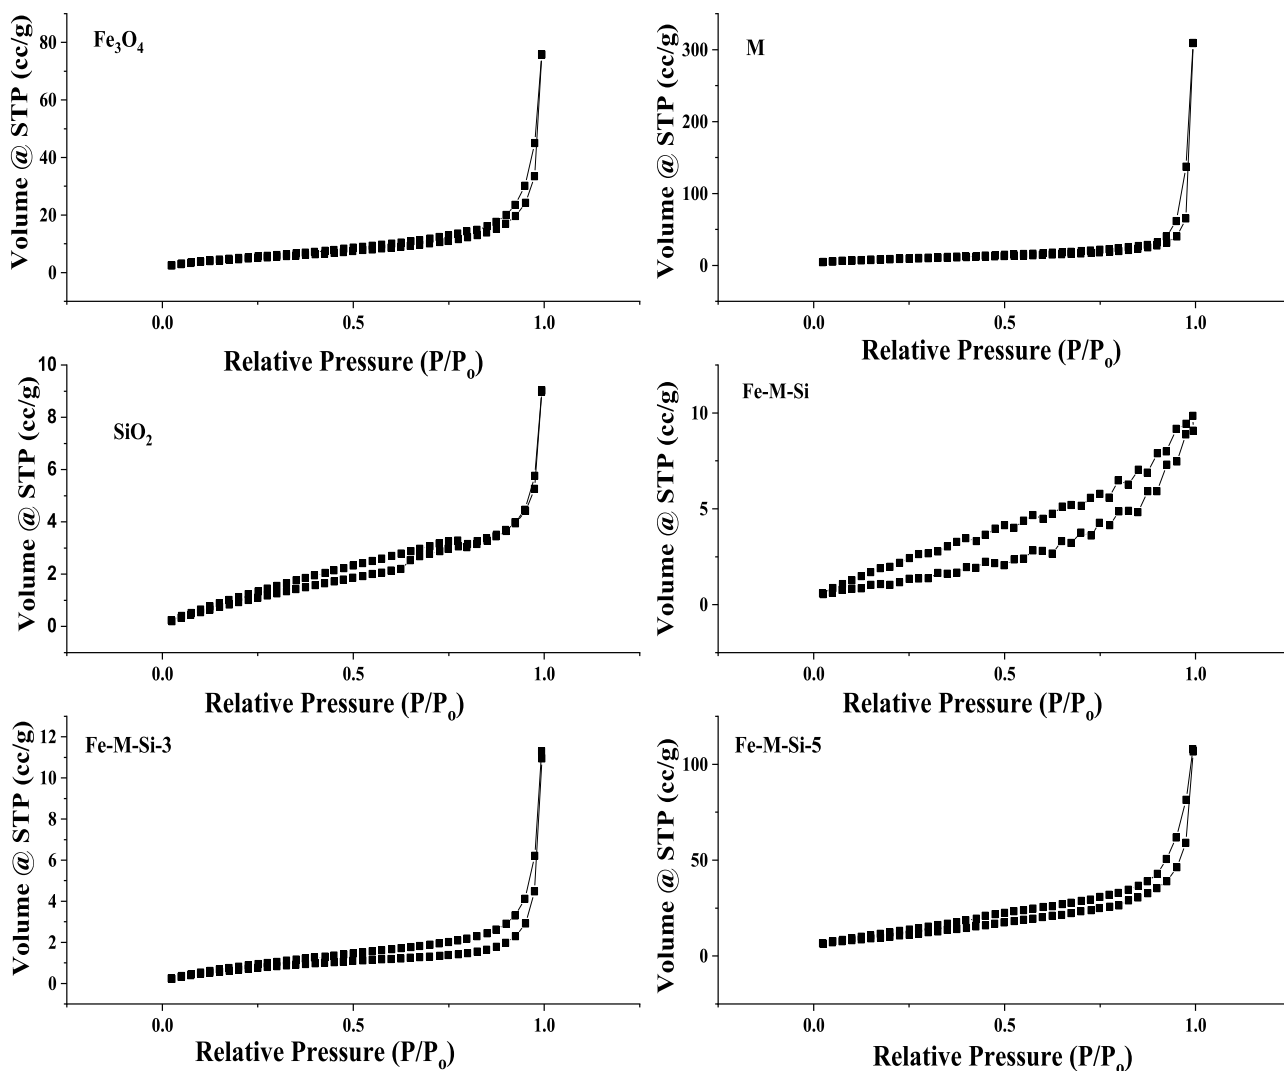 Fe3O4
Volume @ STP (cc/g)
80
60
40
20
0
0.0 0.5 1.0
Relative Pressure (P/Po)
M
Volume @ STP (cc/g)
300
200
100
0
0.0 0.5 1.0
Relative Pressure (P/Po)
SiO2
Volume @ STP (cc/g)
10
8
6
4
2
0
0.0 0.5 1.0
Relative Pressure (P/Po)
Fe-M-Si
Volume @ STP (cc/g)
10
5
0
0.0 0.5 1.0
Relative Pressure (P/Po)
Fe-M-Si-3
Volume @ STP (cc/g)
12
10
8
6
4
2
0
0.0 0.5 1.0
Relative Pressure (P/Po)
Fe-M-Si-5
Volume @ STP (cc/g)
100
50
0
0.0 0.5 1.0
Relative Pressure (P/Po)